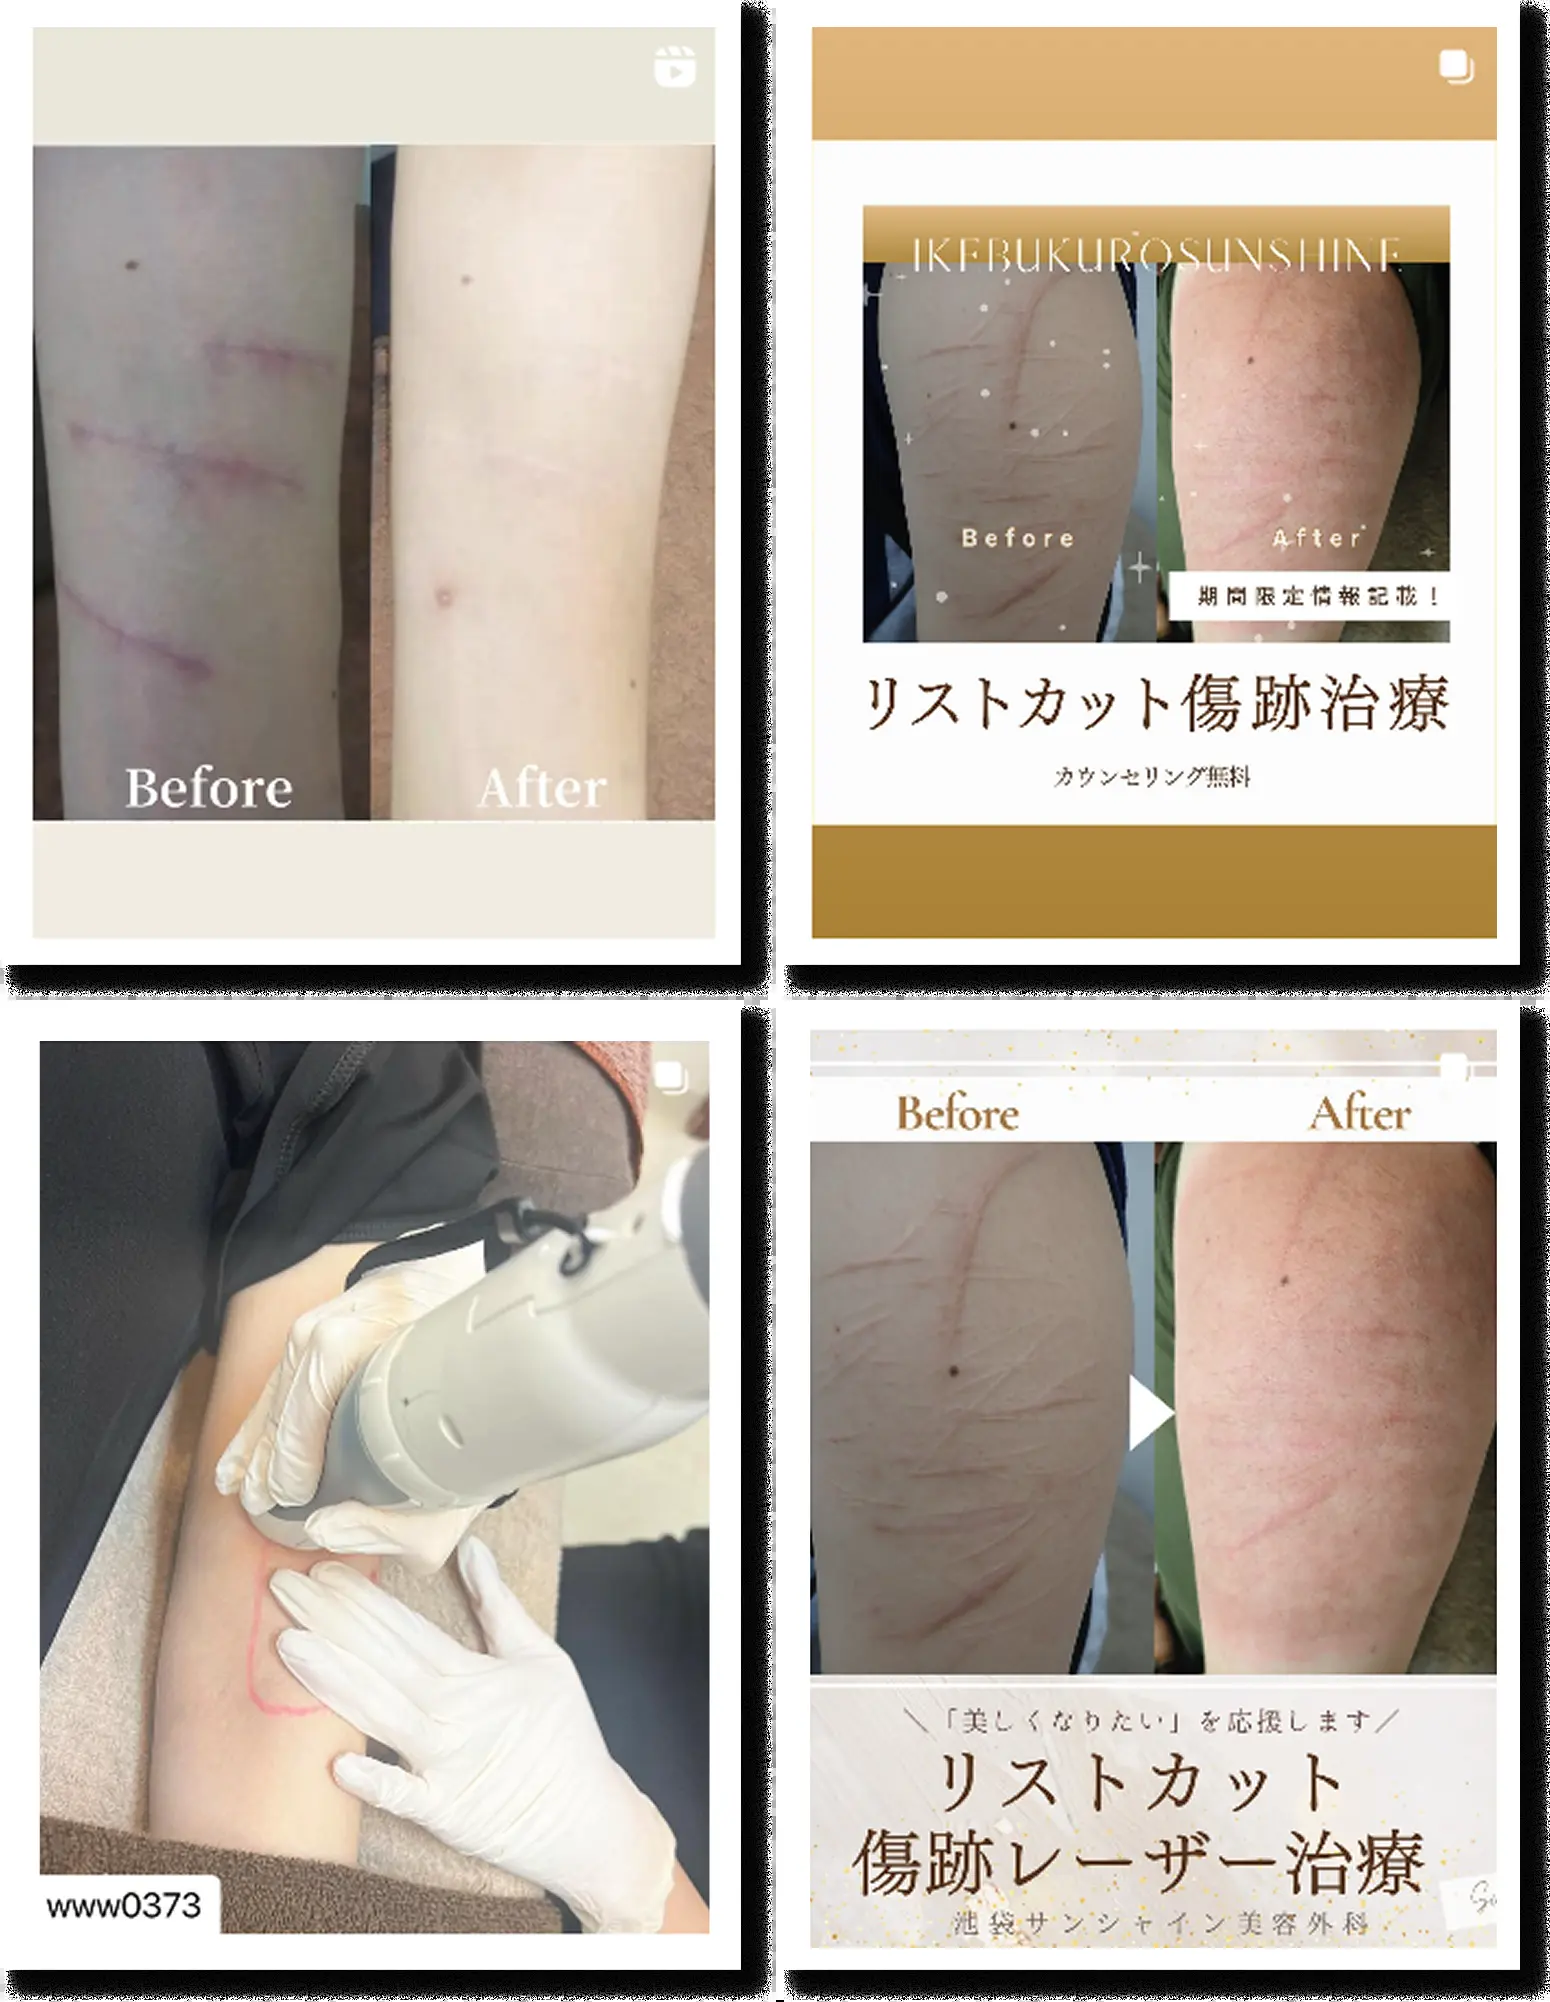 Before
After
IKEBUKUROSUNSHINE
Before
After
期間限定情報記載！
リストカット傷跡治療
カウンセリング無料
www0373
Before
After
＼「美しくなりたい」を応援します／
リストカット
傷跡レーザー治療
池袋サンシャイン美容外科